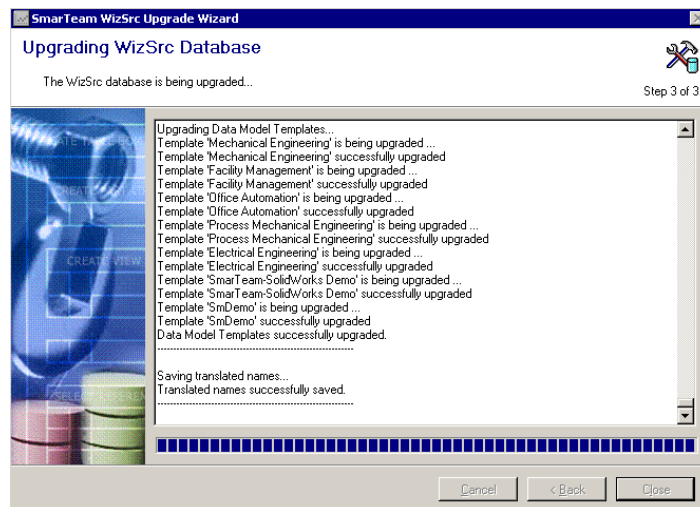 SmarTeam WizSrc Upgrade Wizard
Upgrading WizSrc Database
The WizSrc database is being upgraded...
Step 3 of 3
Upgrading Data Model Templates...
Template 'Mechanical Engineering' is being upgraded ...
Template 'Mechanical Engineering' successfully upgraded
Template 'Facility Management' is being upgraded ...
Template 'Facility Management' successfully upgraded
Template 'Office Automation' is being upgraded ...
Template 'Office Automation' successfully upgraded
Template 'Process Mechanical Engineering' is being upgraded ...
Template 'Process Mechanical Engineering' successfully upgraded
Template 'Electrical Engineering' is being upgraded ...
Template 'Electrical Engineering' successfully upgraded
Template 'SmarTeam-SolidWorks Demo' is being upgraded ...
Template 'SmarTeam-SolidWorks Demo' successfully upgraded
Template 'SmDemo' is being upgraded ...
Template 'SmDemo' successfully upgraded
Data Model Templates successfully upgraded.
------------------------------------------------------------
Saving translated names...
Translated names successfully saved.
------------------------------------------------------------
CREATE VIEW
Cancel
< Back
Close